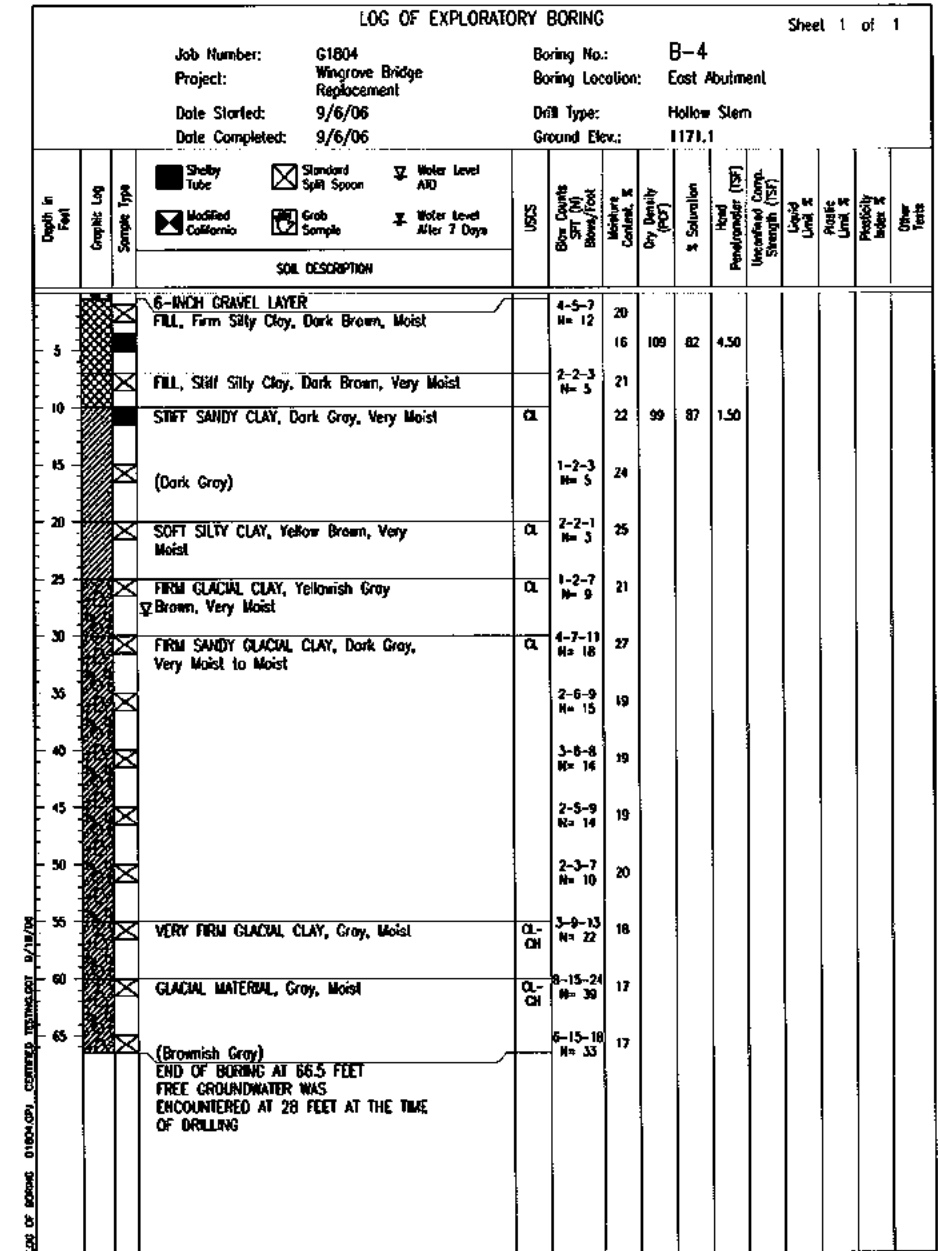 LOG OF EXPLORATORY BORING
Sheet 1 of 1
Job Number: G1804 Boring No.: B-4
Project: Wingrove Bridge Replacement Boring Location: East Abutment
Date Started: 9/6/06 Drill Type: Hollow Stem
Date Completed: 9/6/06 Ground Elev.: 1171.1
Depth in Feet
Graphic Log
Sample Type
Shelby Tube
Standard Split Spoon
Water Level ATD
Modified California
Grab Sample
Water Level After 7 Days
SOIL DESCRIPTION
USCS
Blow Counts SPT (N) Blows/Foot
Moisture Content, %
Dry Density (PCF)
% Saturation
Hand Penetrometer (TSF)
Unconfined Comp. Strength (TSF)
Liquid Limit, %
Plastic Limit, %
Plasticity Index %
Other Tests
6-INCH GRAVEL LAYER 4-5-7
FILL, Firm Silty Clay, Dark Brown, Moist N= 12 20
5 16 109 82 4.50
FILL, Stiff Silty Clay, Dark Brown, Very Moist 2-2-3 N= 5 21
10 STIFF SANDY CLAY, Dark Gray, Very Moist CL 22 99 87 1.50
15 (Dark Gray) 1-2-3 N= 5 24
20 SOFT SILTY CLAY, Yellow Brown, Very CL 2-2-1 N= 3 25
Moist
25 FIRM GLACIAL CLAY, Yellowish Gray CL 1-2-7 N= 9 21
Brown, Very Moist
30 FIRM SANDY GLACIAL CLAY, Dark Gray, CL 4-7-11 N= 18 27
Very Moist to Moist
35 2-6-9 N= 15 19
40 3-6-8 N= 14 19
45 2-5-9 N= 14 19
50 2-3-7 N= 10 20
55 VERY FIRM GLACIAL CLAY, Gray, Moist CL-CH 3-9-13 N= 22 18
60 GLACIAL MATERIAL, Gray, Moist CL-CH 8-15-24 N= 39 17
65 (Brownish Gray) 6-15-18 N= 33 17
END OF BORING AT 66.5 FEET
FREE GROUNDWATER WAS
ENCOUNTERED AT 28 FEET AT THE TIME
OF DRILLING
LOG OF BORING CERTIFIED TESTING.GDT